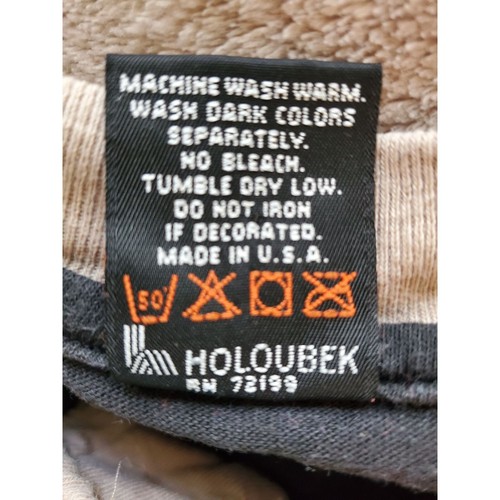 MACHINE WASH WARM.
WASH DARK COLORS
SEPARATELY.
NO BLEACH.
TUMBLE DRY LOW.
DO NOT IRON
IF DECORATED.
MADE IN U.S.A.
50°
HOLOUBEK
RN 72199